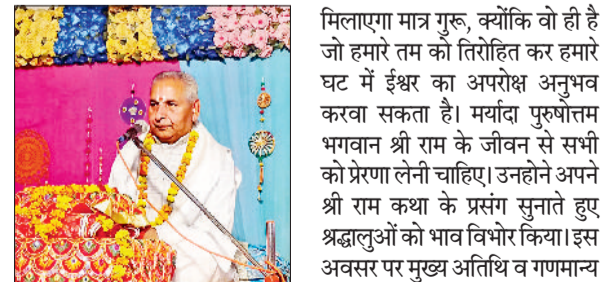 मिलाएगा मात्र गुरू, क्योंकि वो ही है
जो हमारे तम को तिरोहित कर हमारे
घट में ईश्वर का अपरोक्ष अनुभव
करवा सकता है। मर्यादा पुरुषोत्तम
भगवान श्री राम के जीवन से सभी
को प्रेरणा लेनी चाहिए। उनहोने अपने
श्री राम कथा के प्रसंग सुनाते हुए
श्रद्धालुओं को भाव विभोर किया।इस
अवसर पर मुख्य अतिथि व गणमान्य